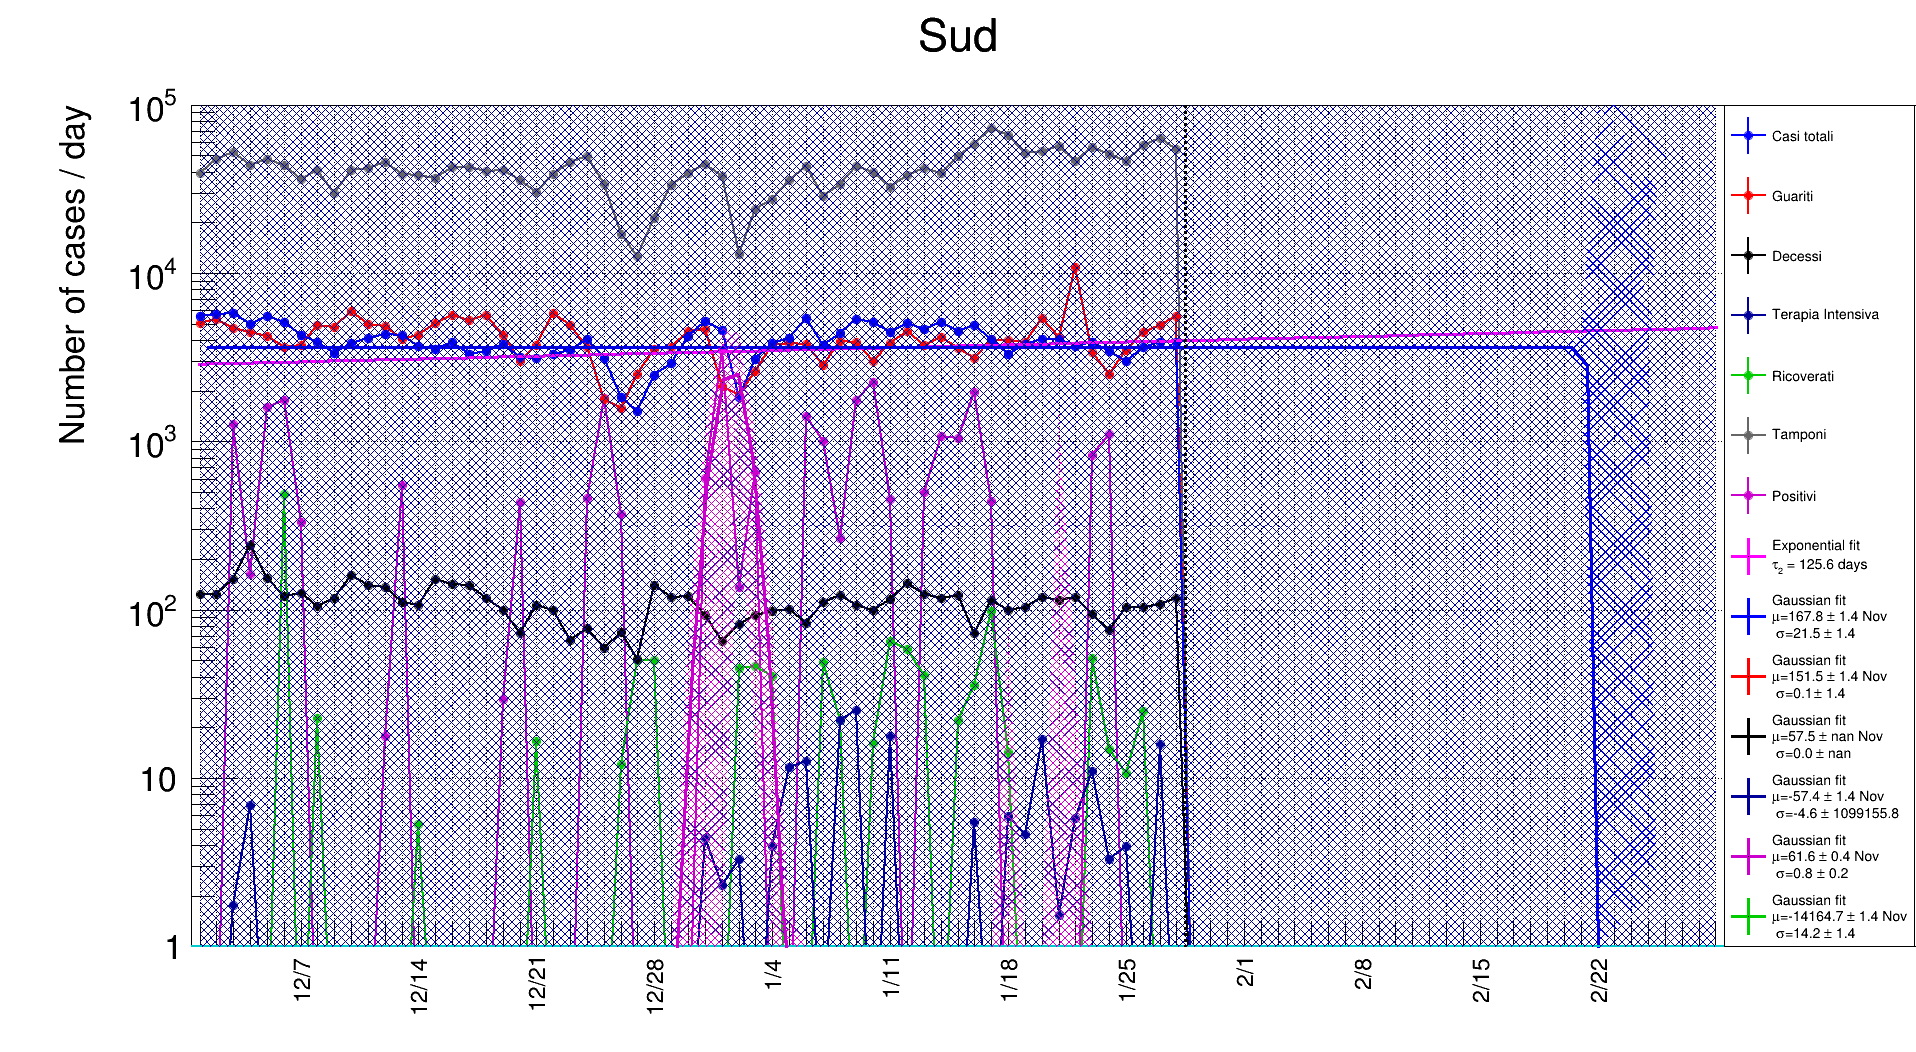 Sud
Number of cases / day
10^5
10^4
10^3
10^2
10
1
12/7
12/14
12/21
12/28
1/4
1/11
1/18
1/25
2/1
2/8
2/15
2/22
Casi totali
Guariti
Decessi
Terapia Intensiva
Ricoverati
Tamponi
Positivi
Exponential fit
τ₂ = 125.6 days
Gaussian fit
μ=167.8 ± 1.4 Nov
σ=21.5 ± 1.4
Gaussian fit
μ=151.5 ± 1.4 Nov
σ=0.1 ± 1.4
Gaussian fit
μ=57.5 ± nan Nov
σ=0.0 ± nan
Gaussian fit
μ=-57.4 ± 1.4 Nov
σ=-4.6 ± 1099155.8
Gaussian fit
μ=61.6 ± 0.4 Nov
σ=0.8 ± 0.2
Gaussian fit
μ=-14164.7 ± 1.4 Nov
σ=14.2 ± 1.4